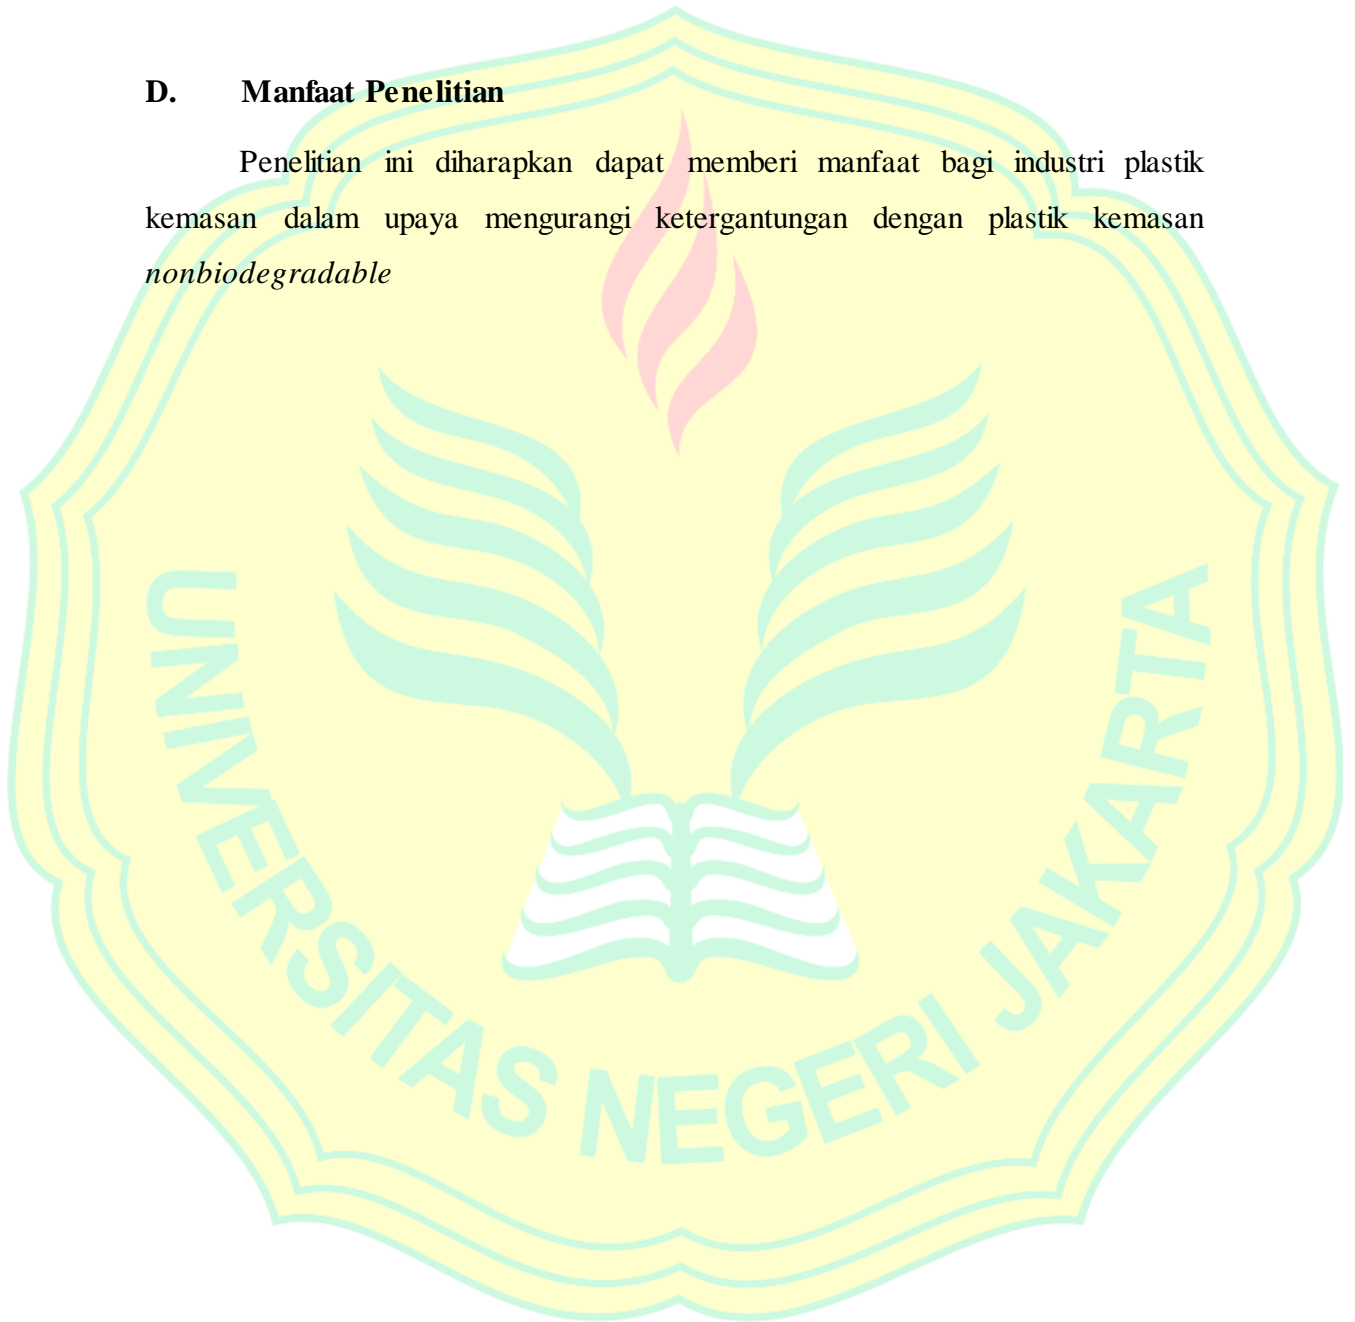 D. Manfaat Penelitian
Penelitian ini diharapkan dapat memberi manfaat bagi industri plastik
kemasan dalam upaya mengurangi ketergantungan dengan plastik kemasan
nonbiodegradable
UNIVERSITAS NEGERI JAKARTA